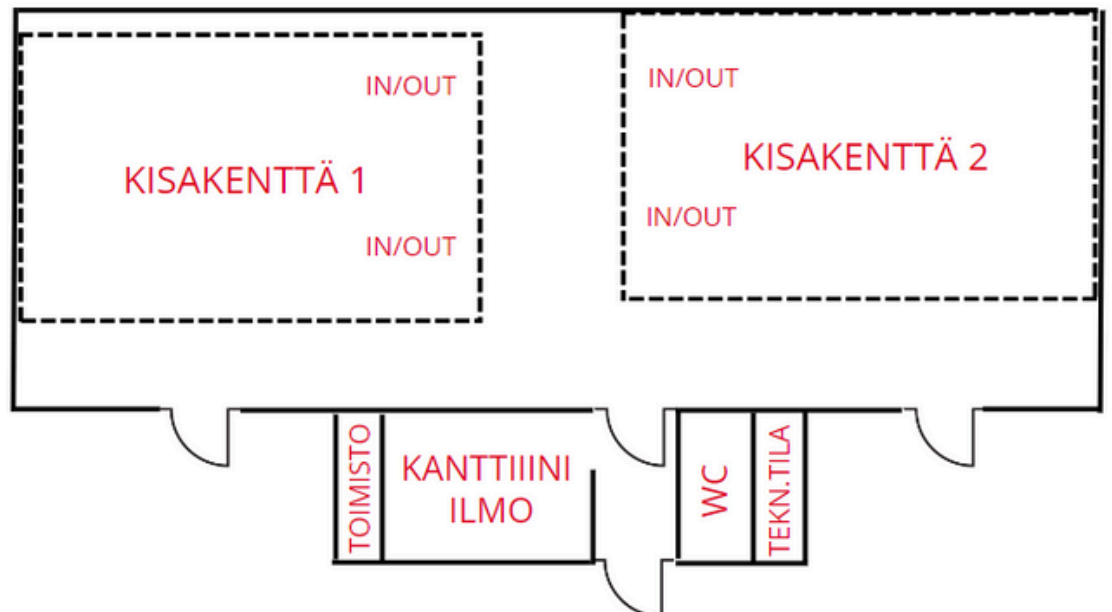 IN/OUT
KISAKENTTÄ 1
IN/OUT
IN/OUT
KISAKENTTÄ 2
IN/OUT
TOIMISTO
KANTTIIINI
ILMO
WC
TEKN.TILA